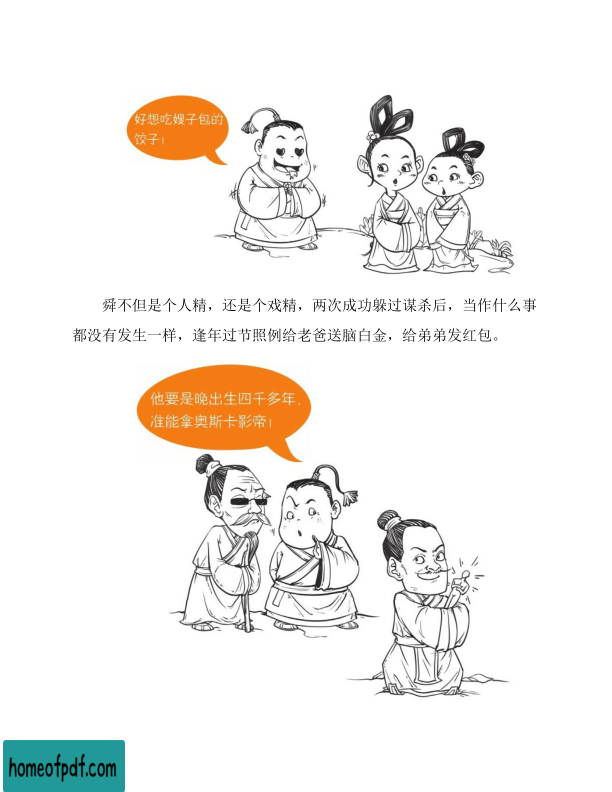 好想吃嫂子包的
饺子!
舜不但是个人精，还是个戏精，两次成功躲过谋杀后，当作什么事
都没有发生一样，逢年过节照例给老爸送脑白金，给弟弟发红包。
他要是晚出生四千多年，
准能拿奥斯卡影帝!
homeofpdf.com